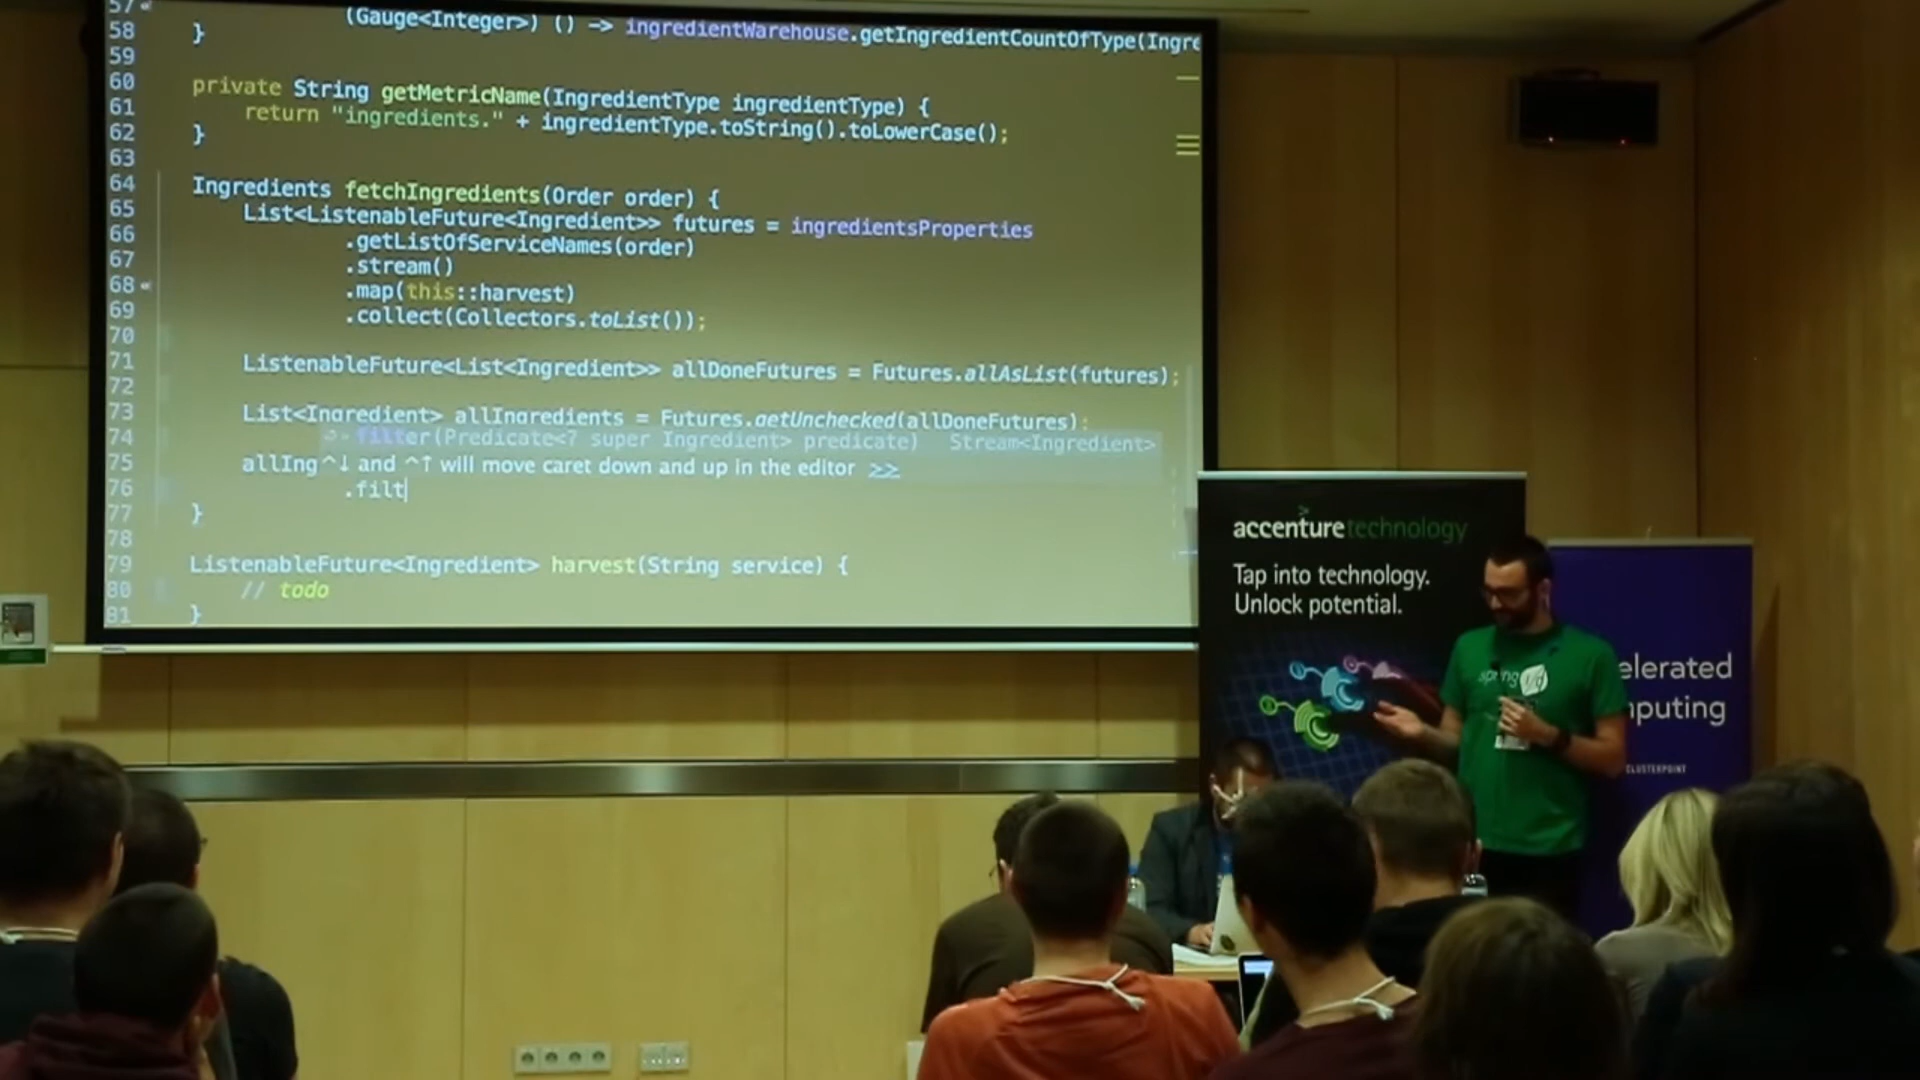 57
(Gauge<Integer>) () -> ingredientWarehouse.getIngredientCountOfType(Ingre
58 }
59
60 private String getMetricName(IngredientType ingredientType) {
61 return "ingredients." + ingredientType.toString().toLowerCase();
62 }
63
64 Ingredients fetchIngredients(Order order) {
65 List<ListenableFuture<Ingredient>> futures = ingredientsProperties
66 .getListOfServiceNames(order)
67 .stream()
68 .map(this::harvest)
69 .collect(Collectors.toList());
70
71 ListenableFuture<List<Ingredient>> allDoneFutures = Futures.allAsList(futures);
72
73 List<Ingredient> allIngredients = Futures.getUnchecked(allDoneFutures);
74 filter(Predicate<? super Ingredient> predicate) Stream<Ingredient>
75 allIng ^↓ and ^↑ will move caret down and up in the editor >>
76 .filt
77 }
78
79 ListenableFuture<Ingredient> harvest(String service) {
80 // todo
81 }
accenturetechnology
Tap into technology.
Unlock potential.
spring I/O
elerated
puting
CLUSTERPOINT